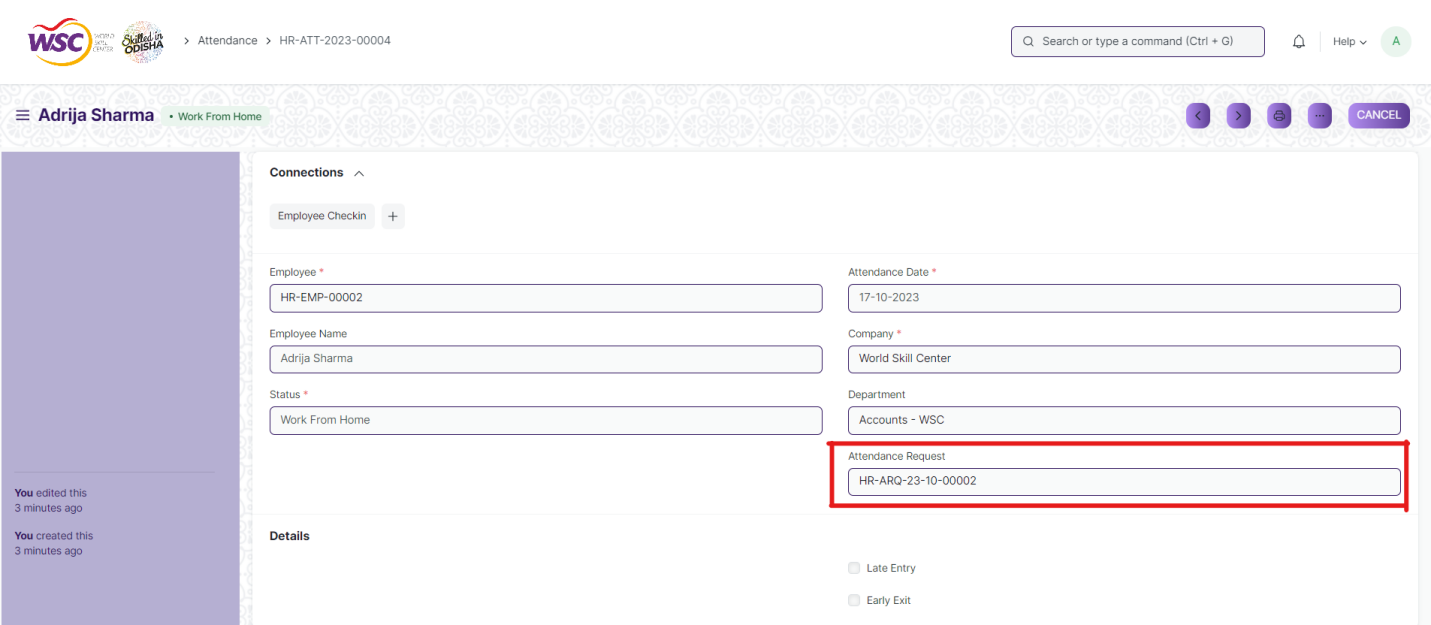 WSC WORLD SKILL CENTER Skilled in ODISHA > Attendance > HR-ATT-2023-00004 Search or type a command (Ctrl + G) Help A
Adrija Sharma • Work From Home ... CANCEL
Connections
Employee Checkin +
Employee * Attendance Date *
HR-EMP-00002 17-10-2023
Employee Name Company *
Adrija Sharma World Skill Center
Status * Department
Work From Home Accounts - WSC
Attendance Request
HR-ARQ-23-10-00002
You edited this
3 minutes ago
Details
You created this
3 minutes ago
Late Entry
Early Exit